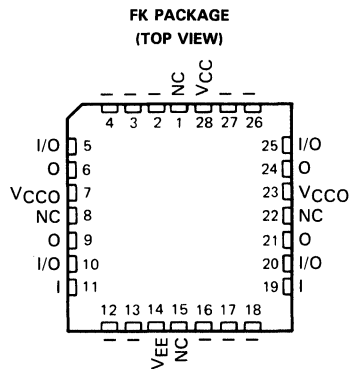 FK PACKAGE
(TOP VIEW)
I I I NC VCC I I
4 3 2 1 28 27 26
I/O 5 25 I/O
O 6 24 O
VCCO 7 23 VCCO
NC 8 22 NC
O 9 21 O
I/O 10 20 I/O
I 11 19 I
12 13 14 15 16 17 18
I I VEE NC I I I